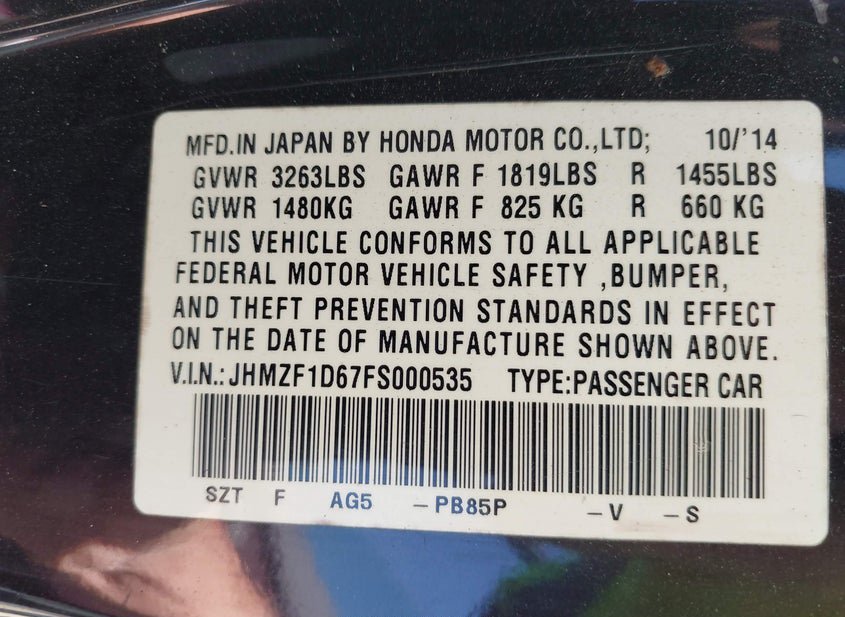 MFD.IN JAPAN BY HONDA MOTOR CO.,LTD; 10/'14
GVWR 3263LBS GAWR F 1819LBS R 1455LBS
GVWR 1480KG GAWR F 825 KG R 660 KG
THIS VEHICLE CONFORMS TO ALL APPLICABLE
FEDERAL MOTOR VEHICLE SAFETY ,BUMPER,
AND THEFT PREVENTION STANDARDS IN EFFECT
ON THE DATE OF MANUFACTURE SHOWN ABOVE.
V.I.N.: JHMZF1D67FS000535 TYPE:PASSENGER CAR
SZT F AG5 -PB85P -V -S